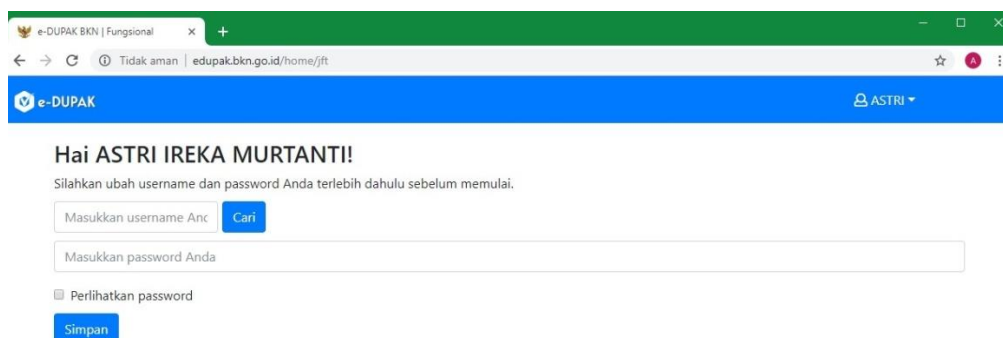 e-DUPAK BKN | Fungsional
Tidak aman | edupak.bkn.go.id/home/jft
A
e-DUPAK
ASTRI
Hai ASTRI IREKA MURTANTI!
Silahkan ubah username dan password Anda terlebih dahulu sebelum memulai.
Masukkan username Anc
Cari
Masukkan password Anda
Perlihatkan password
Simpan